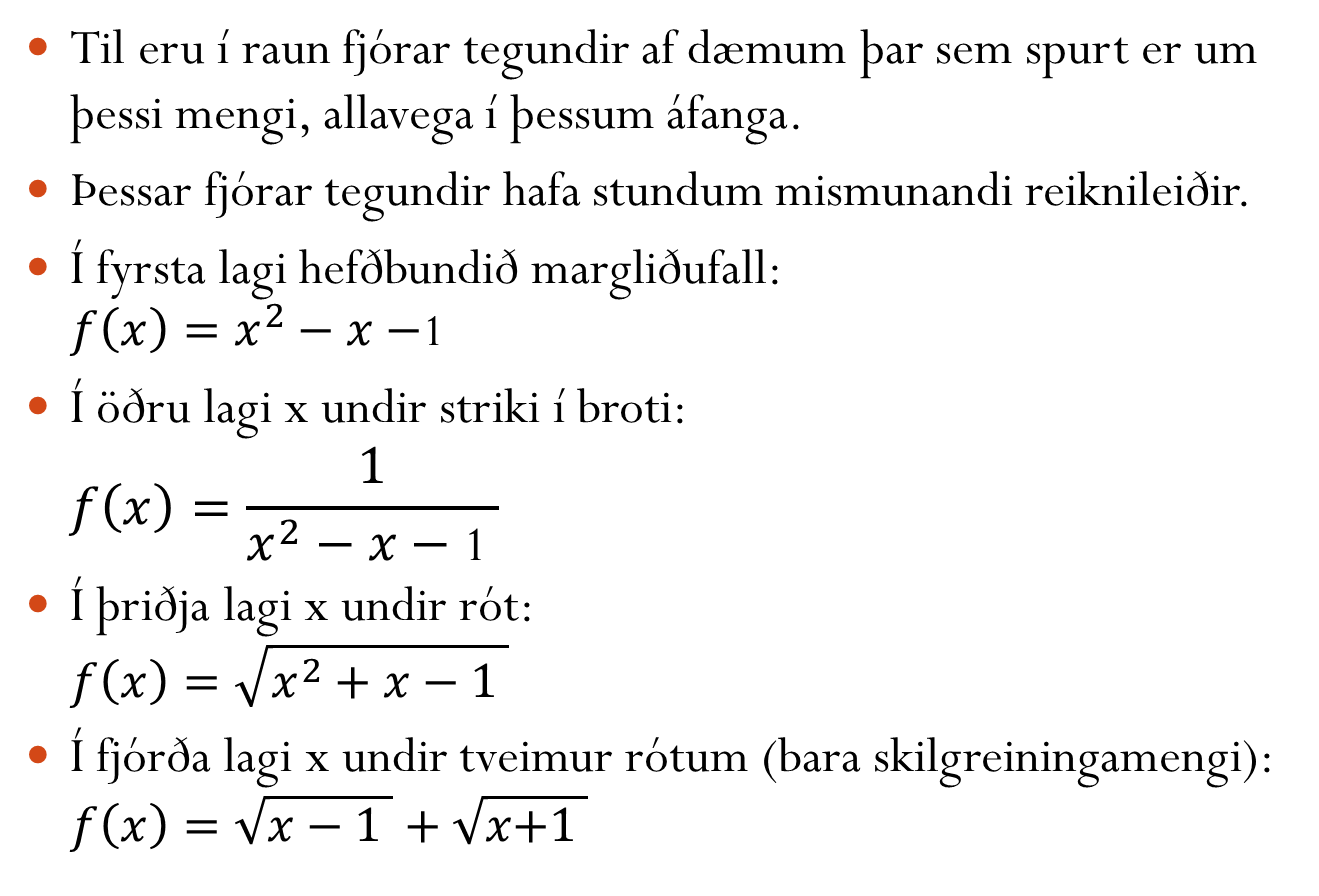 • Til eru í raun fjórar tegundir af dæmum þar sem spurt er um
þessi mengi, allavega í þessum áfanga.
• Þessar fjórar tegundir hafa stundum mismunandi reiknileiðir.
• Í fyrsta lagi hefðbundið margliðufall:
f(x) = x² − x −1
• Í öðru lagi x undir striki í broti:
f(x) = 1/(x² − x − 1)
• Í þriðja lagi x undir rót:
f(x) = √(x² + x − 1)
• Í fjórða lagi x undir tveimur rótum (bara skilgreiningamengi):
f(x) = √(x − 1) + √(x+1)